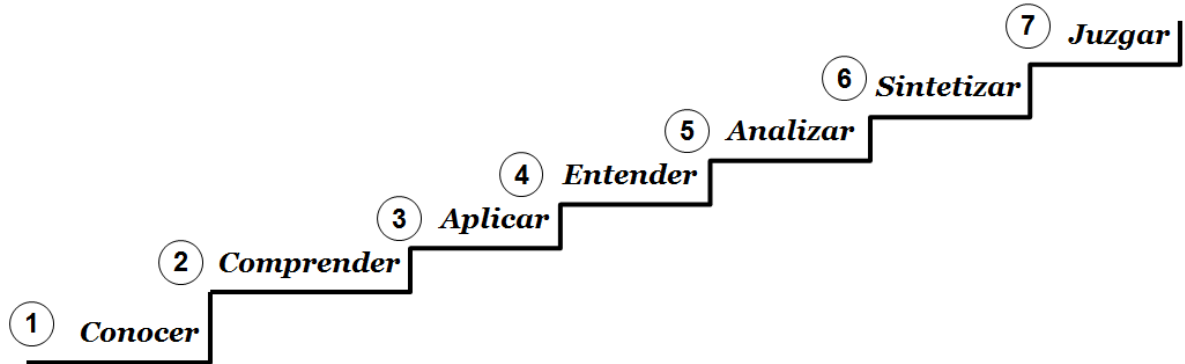 1 Conocer
2 Comprender
3 Aplicar
4 Entender
5 Analizar
6 Sintetizar
7 Juzgar